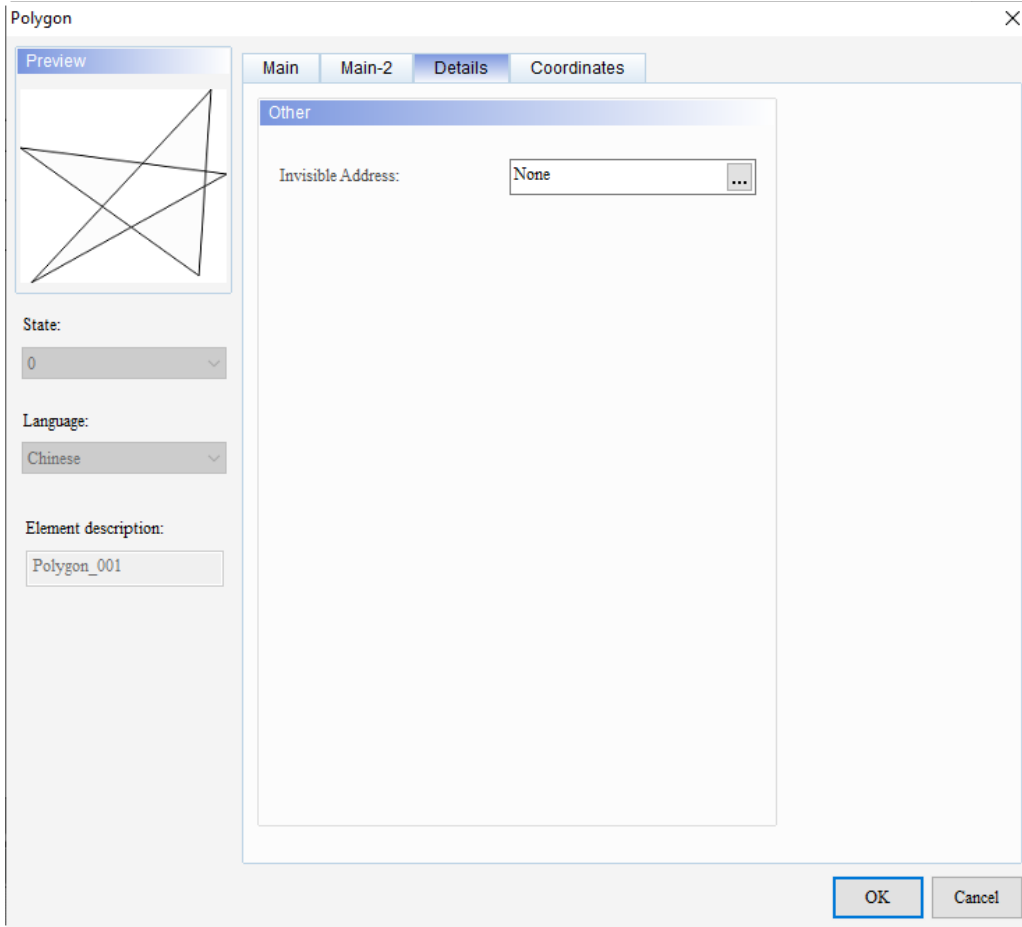 Polygon
Preview
Main
Main-2
Details
Coordinates
Other
Invisible Address:
None
...
State:
0
Language:
Chinese
Element description:
Polygon_001
OK
Cancel